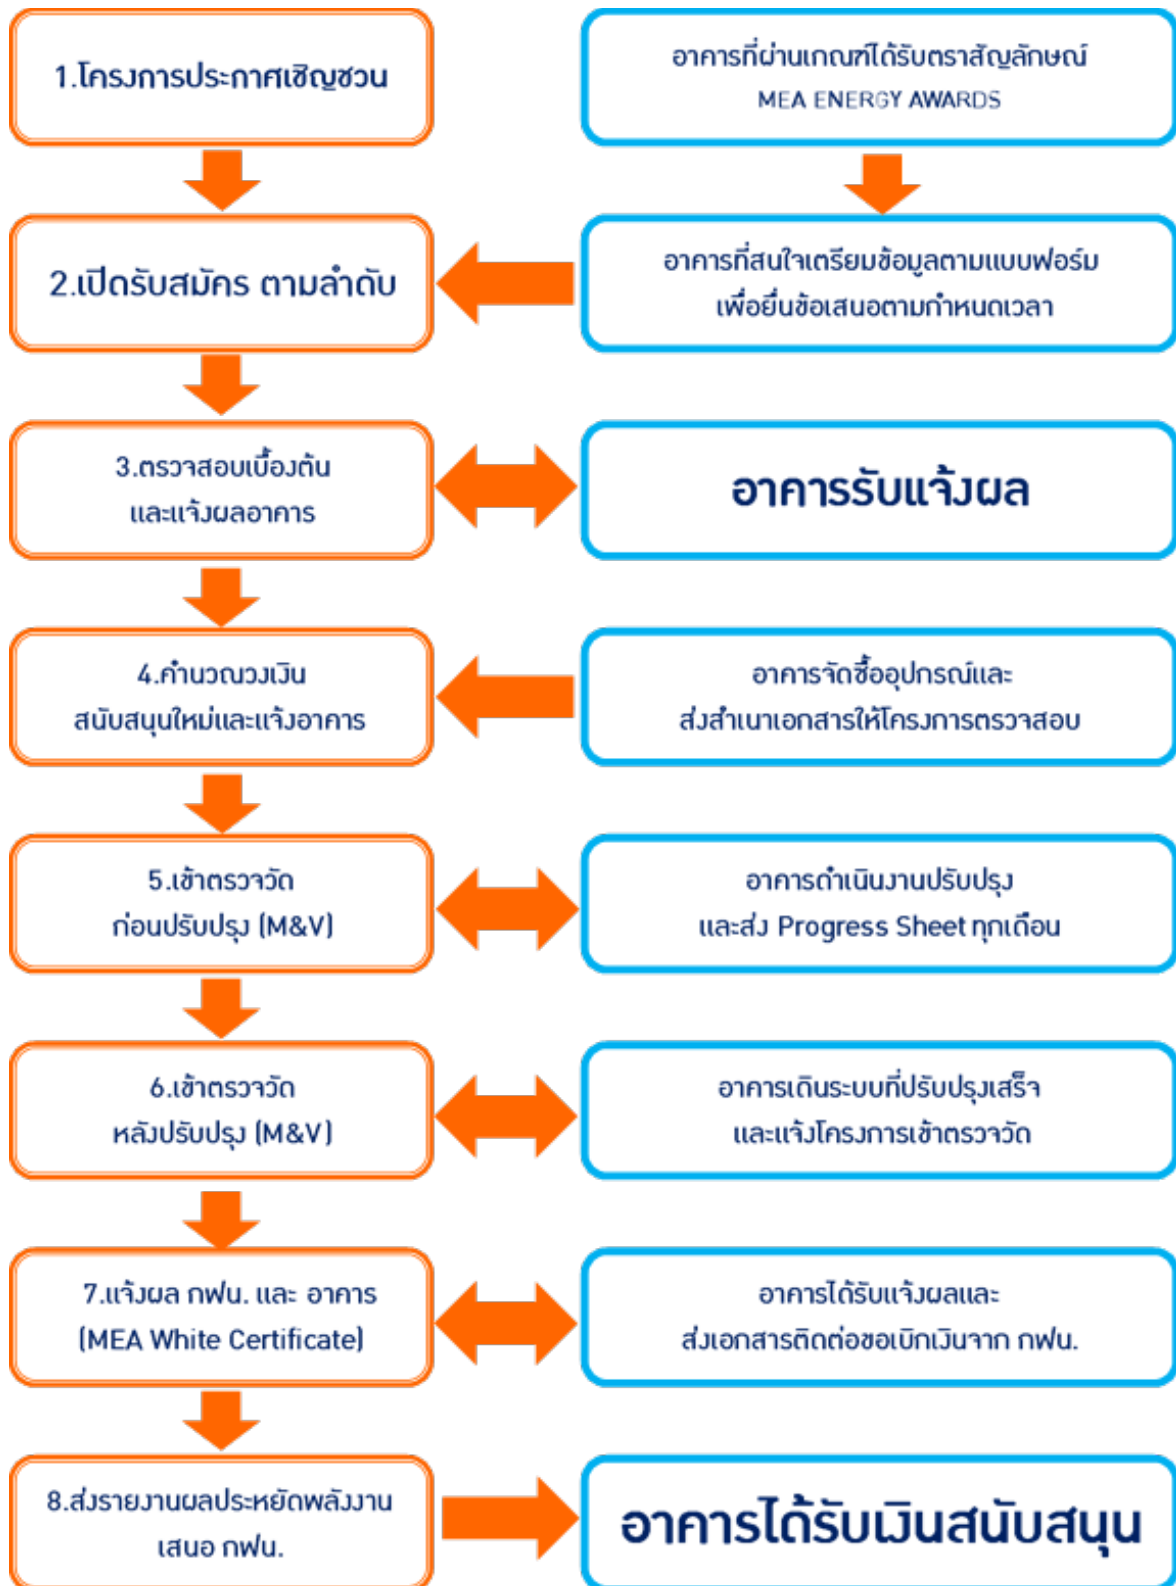 1.โครงการประกาศเชิญชวน
อาคารที่ผ่านเกณฑ์ได้รับตราสัญลักษณ์
MEA ENERGY AWARDS
2.เปิดรับสมัคร ตามลำดับ
อาคารที่สนใจเตรียมข้อมูลตามแบบฟอร์ม
เพื่อยื่นข้อเสนอตามกำหนดเวลา
3.ตรวจสอบเบื้องต้น
และแจ้งผลอาคาร
อาคารรับแจ้งผล
4.คำนวณวงเงิน
สนับสนุนใหม่และแจ้งอาคาร
อาคารจัดซื้ออุปกรณ์และ
ส่งสำเนาเอกสารให้โครงการตรวจสอบ
5.เข้าตรวจวัด
ก่อนปรับปรุง (M&V)
อาคารดำเนินงานปรับปรุง
และส่ง Progress Sheet ทุกเดือน
6.เข้าตรวจวัด
หลังปรับปรุง (M&V)
อาคารเดินระบบที่ปรับปรุงเสร็จ
และแจ้งโครงการเข้าตรวจวัด
7.แจ้งผล กฟน. และ อาคาร
(MEA White Certificate)
อาคารได้รับแจ้งผลและ
ส่งเอกสารติดต่อขอเบิกเงินจาก กฟน.
8.ส่งรายงานผลประหยัดพลังงาน
เสนอ กฟน.
อาคารได้รับเงินสนับสนุน